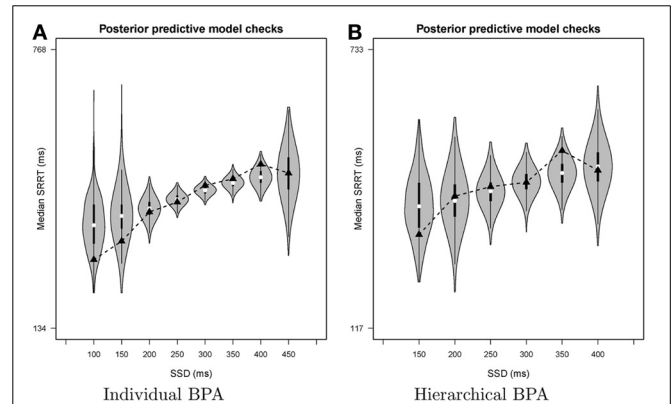 A
Posterior predictive model checks
768
Median SRRT (ms)
134
100 150 200 250 300 350 400 450
SSD (ms)
Individual BPA
B
Posterior predictive model checks
733
Median SRRT (ms)
117
150 200 250 300 350 400
SSD (ms)
Hierarchical BPA